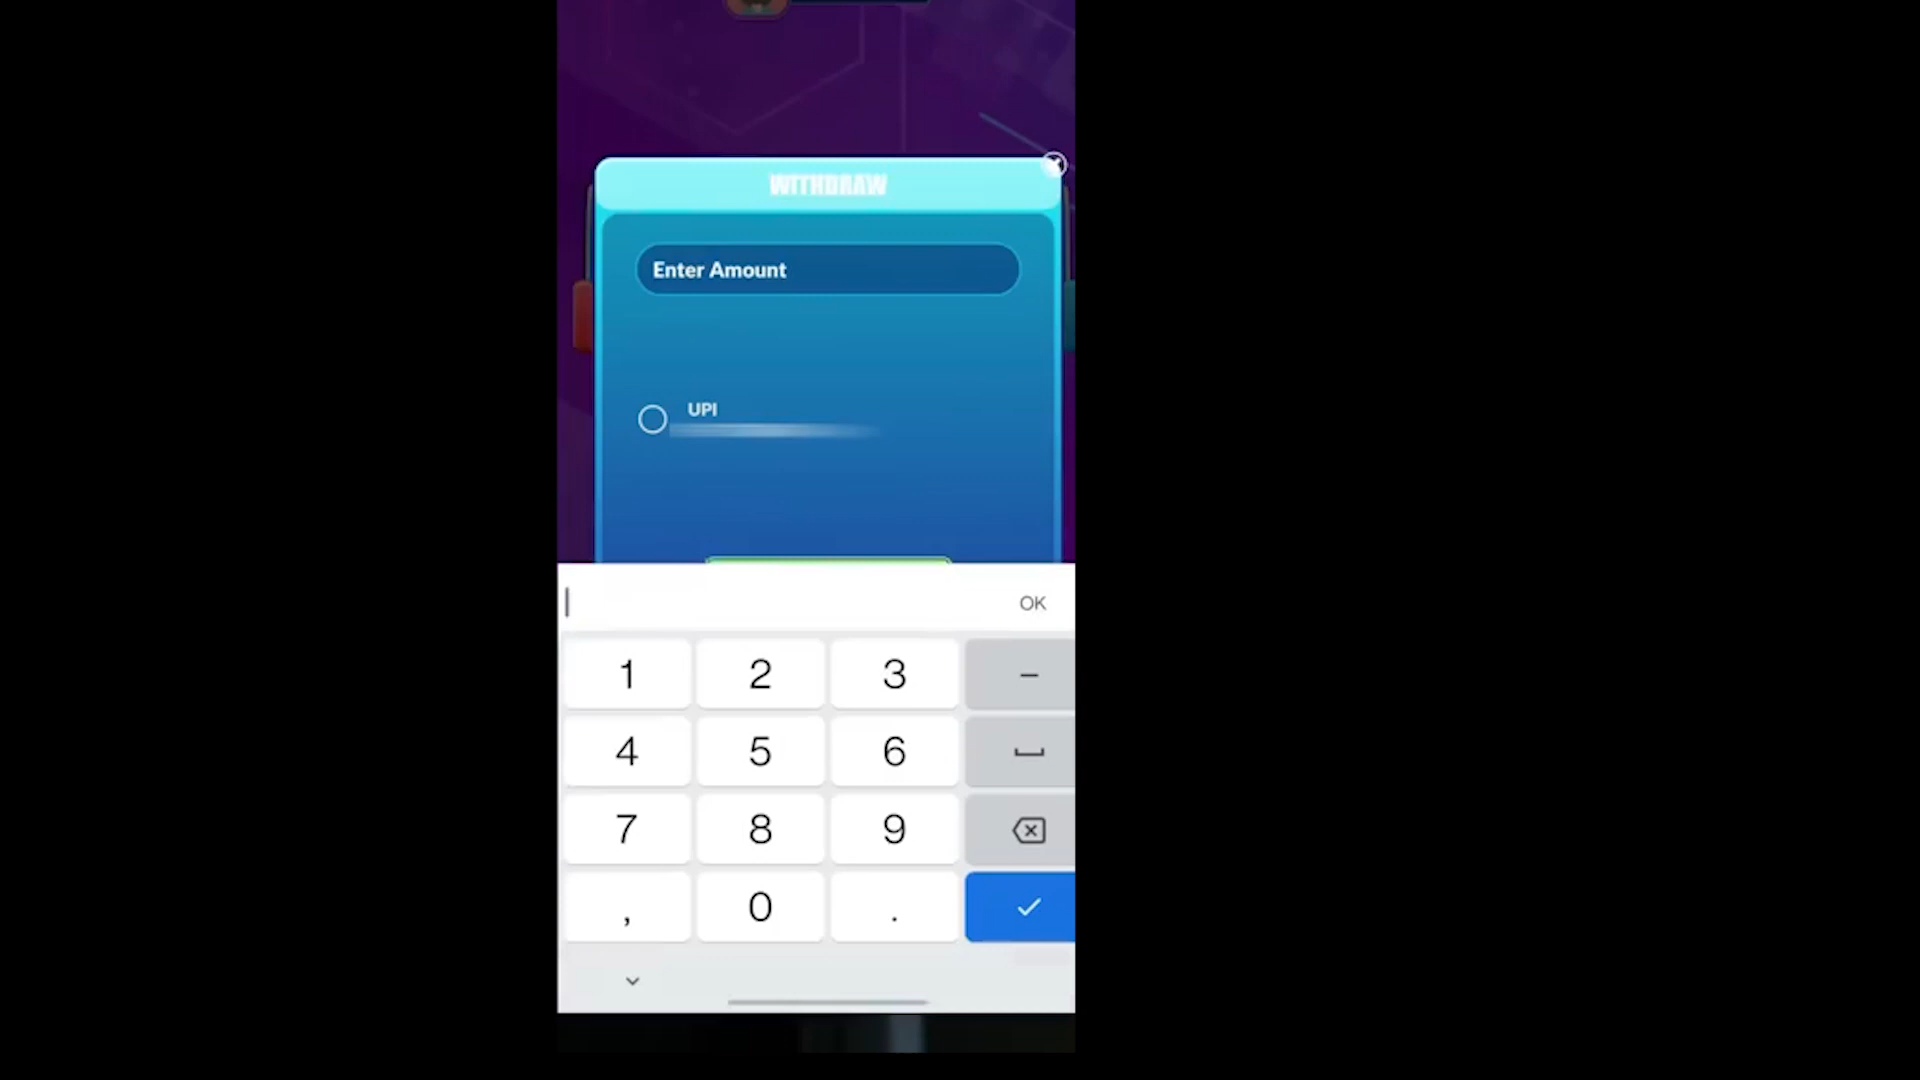 WITHDRAW
Enter Amount
UPI
OK
1 2 3 –
4 5 6
7 8 9
, 0 .